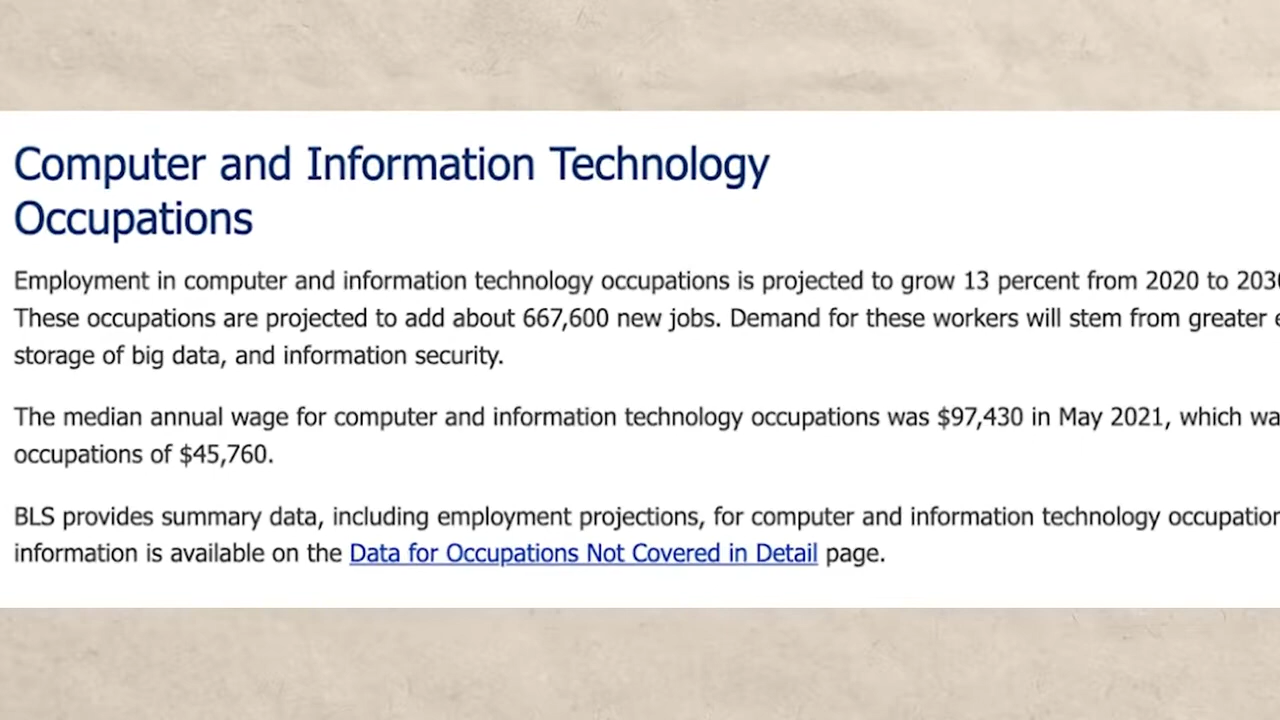 Computer and Information Technology
Occupations
Employment in computer and information technology occupations is projected to grow 13 percent from 2020 to 203
These occupations are projected to add about 667,600 new jobs. Demand for these workers will stem from greater
storage of big data, and information security.
The median annual wage for computer and information technology occupations was $97,430 in May 2021, which wa
occupations of $45,760.
BLS provides summary data, including employment projections, for computer and information technology occupation
information is available on the Data for Occupations Not Covered in Detail page.